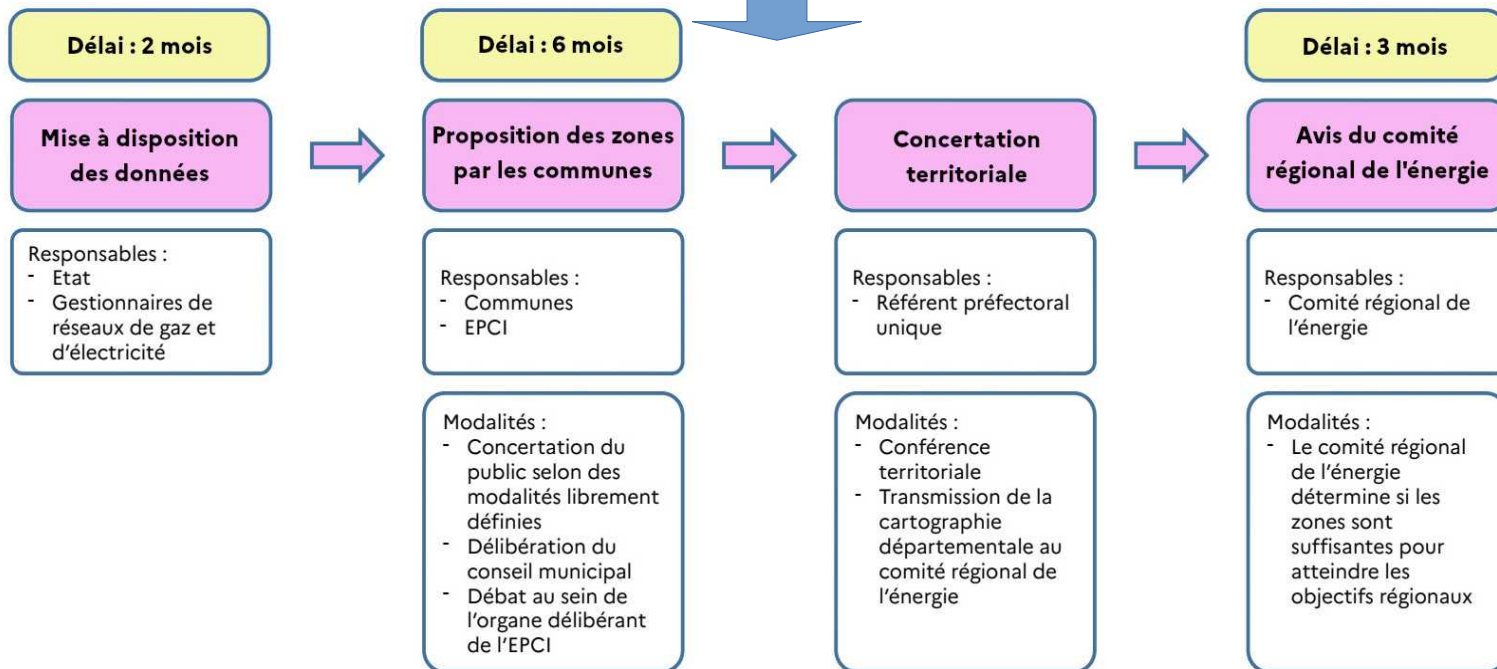 Délai : 2 mois
Mise à disposition
des données
Responsables :
- Etat
- Gestionnaires de
réseaux de gaz et
d'électricité
Délai : 6 mois
Proposition des zones
par les communes
Responsables :
- Communes
- EPCI
Modalités :
- Concertation du
public selon des
modalités librement
définies
- Délibération du
conseil municipal
- Débat au sein de
l'organe délibérant
de l'EPCI
Concertation
territoriale
Responsables :
- Référent préfectoral
unique
Modalités :
- Conférence
territoriale
- Transmission de la
cartographie
départementale au
comité régional de
l'énergie
Délai : 3 mois
Avis du comité
régional de l'énergie
Responsables :
- Comité régional de
l'énergie
Modalités :
- Le comité régional
de l'énergie
détermine si les
zones sont
suffisantes pour
atteindre les
objectifs régionaux